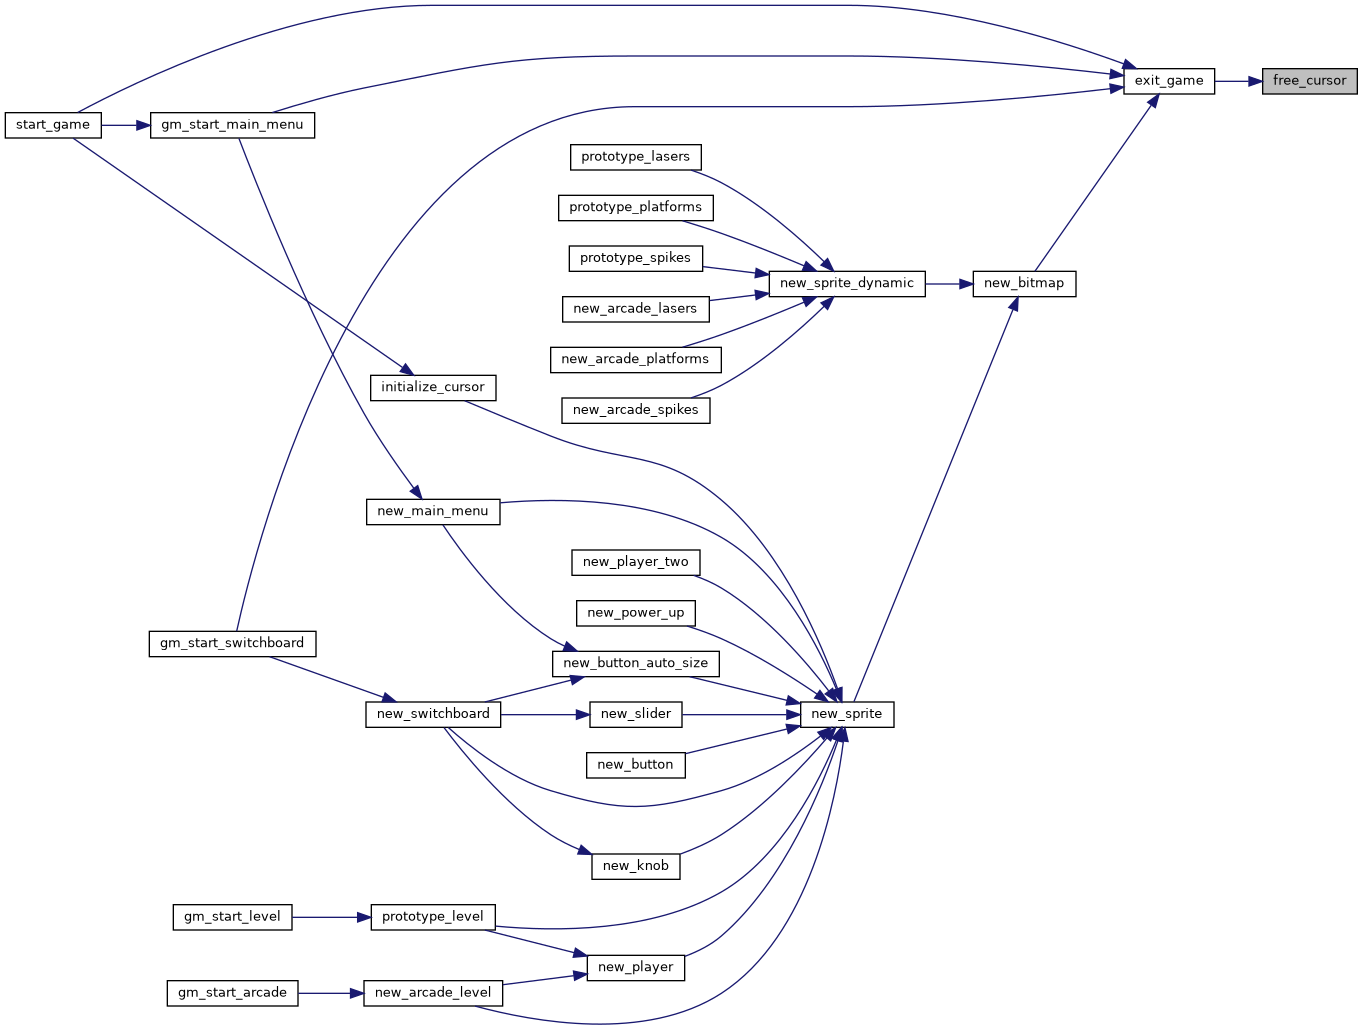 exit_game
free_cursor
start_game
gm_start_main_menu
prototype_lasers
prototype_platforms
prototype_spikes
new_sprite_dynamic
new_bitmap
new_arcade_lasers
new_arcade_platforms
initialize_cursor
new_arcade_spikes
new_main_menu
new_player_two
new_power_up
gm_start_switchboard
new_button_auto_size
new_switchboard
new_slider
new_sprite
new_button
new_knob
gm_start_level
prototype_level
new_player
gm_start_arcade
new_arcade_level